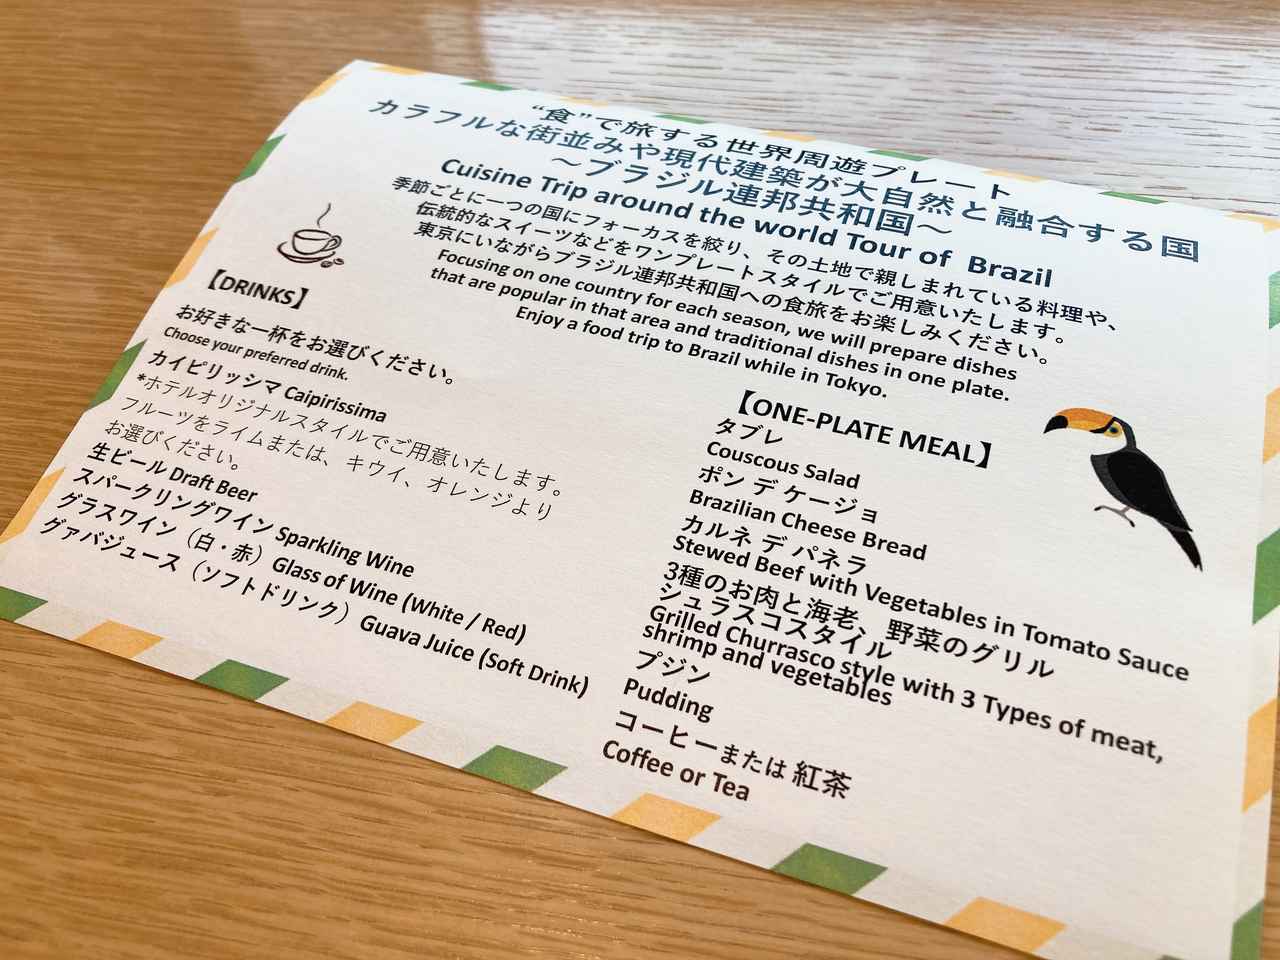 “食”で旅する世界周遊プレート
カラフルな街並みや現代建築が大自然と融合する国
～ブラジル連邦共和国～
Cuisine Trip around the world Tour of Brazil
季節ごとに一つの国にフォーカスを絞り、その土地で親しまれている料理や、
伝統的なスイーツなどをワンプレートスタイルでご用意いたします。
東京にいながらブラジル連邦共和国への食旅をお楽しみください。
Focusing on one country for each season, we will prepare dishes
that are popular in that area and traditional dishes in one plate.
Enjoy a food trip to Brazil while in Tokyo.
【DRINKS】
お好きな一杯をお選びください。
Choose your preferred drink.
カイピリッシマ Caipirissima
*ホテルオリジナルスタイルでご用意いたします。
フルーツをライムまたは、キウイ、オレンジより
お選びください。
生ビール Draft Beer
スパークリングワイン Sparkling Wine
グラスワイン（白・赤）Glass of Wine (White / Red)
グァバジュース（ソフトドリンク）Guava Juice (Soft Drink)
【ONE-PLATE MEAL】
タブレ
Couscous Salad
ポン デ ケージョ
Brazilian Cheese Bread
カルネ デ パネラ
Stewed Beef with Vegetables in Tomato Sauce
3種のお肉と海老、野菜のグリル
シュラスコスタイル
Grilled Churrasco style with 3 Types of meat,
shrimp and vegetables
プジン
Pudding
コーヒーまたは 紅茶
Coffee or Tea